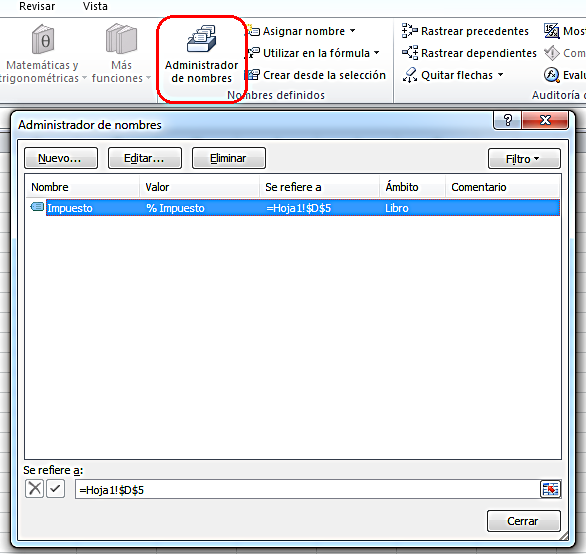 Revisar Vista
Matemáticas y
trigonométricas
Más
funciones
Administrador
de nombres
Asignar nombre
Utilizar en la fórmula
Crear desde la selección
Nombres definidos
Rastrear precedentes
Rastrear dependientes
Quitar flechas
Most
Com
Evalu
Auditoría d
Administrador de nombres
Nuevo... Editar... Eliminar Filtro
Nombre Valor Se refiere a Ámbito Comentario
Impuesto % Impuesto =Hoja1!$D$5 Libro
Se refiere a:
=Hoja1!$D$5
Cerrar